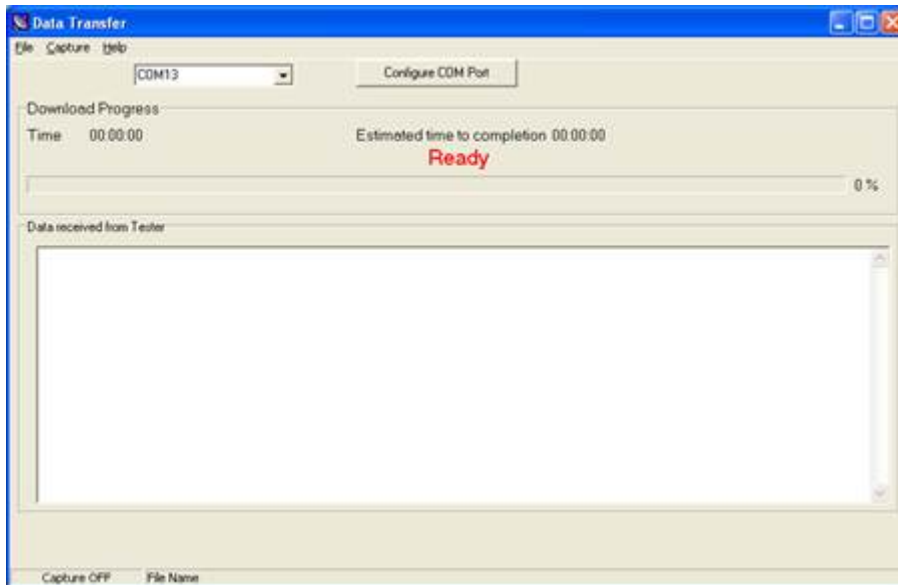 Data Transfer
File Capture Help
COM13 Configure COM Port
Download Progress
Time 00:00:00 Estimated time to completion 00:00:00
Ready
0 %
Data received from Tester
Capture OFF File Name